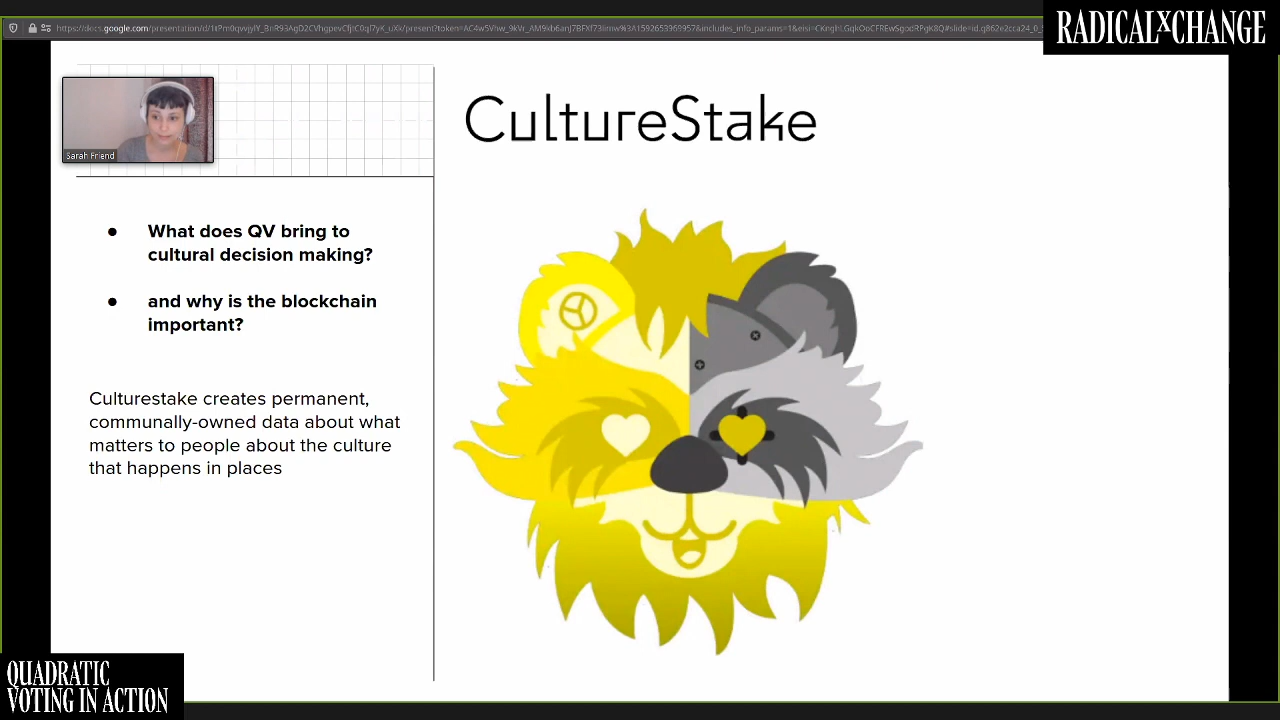 RADICALXCHANGE
Sarah Friend
CultureStake
● What does QV bring to
cultural decision making?
● and why is the blockchain
important?
Culturestake creates permanent,
communally-owned data about what
matters to people about the culture
that happens in places
QUADRATIC
VOTING IN ACTION